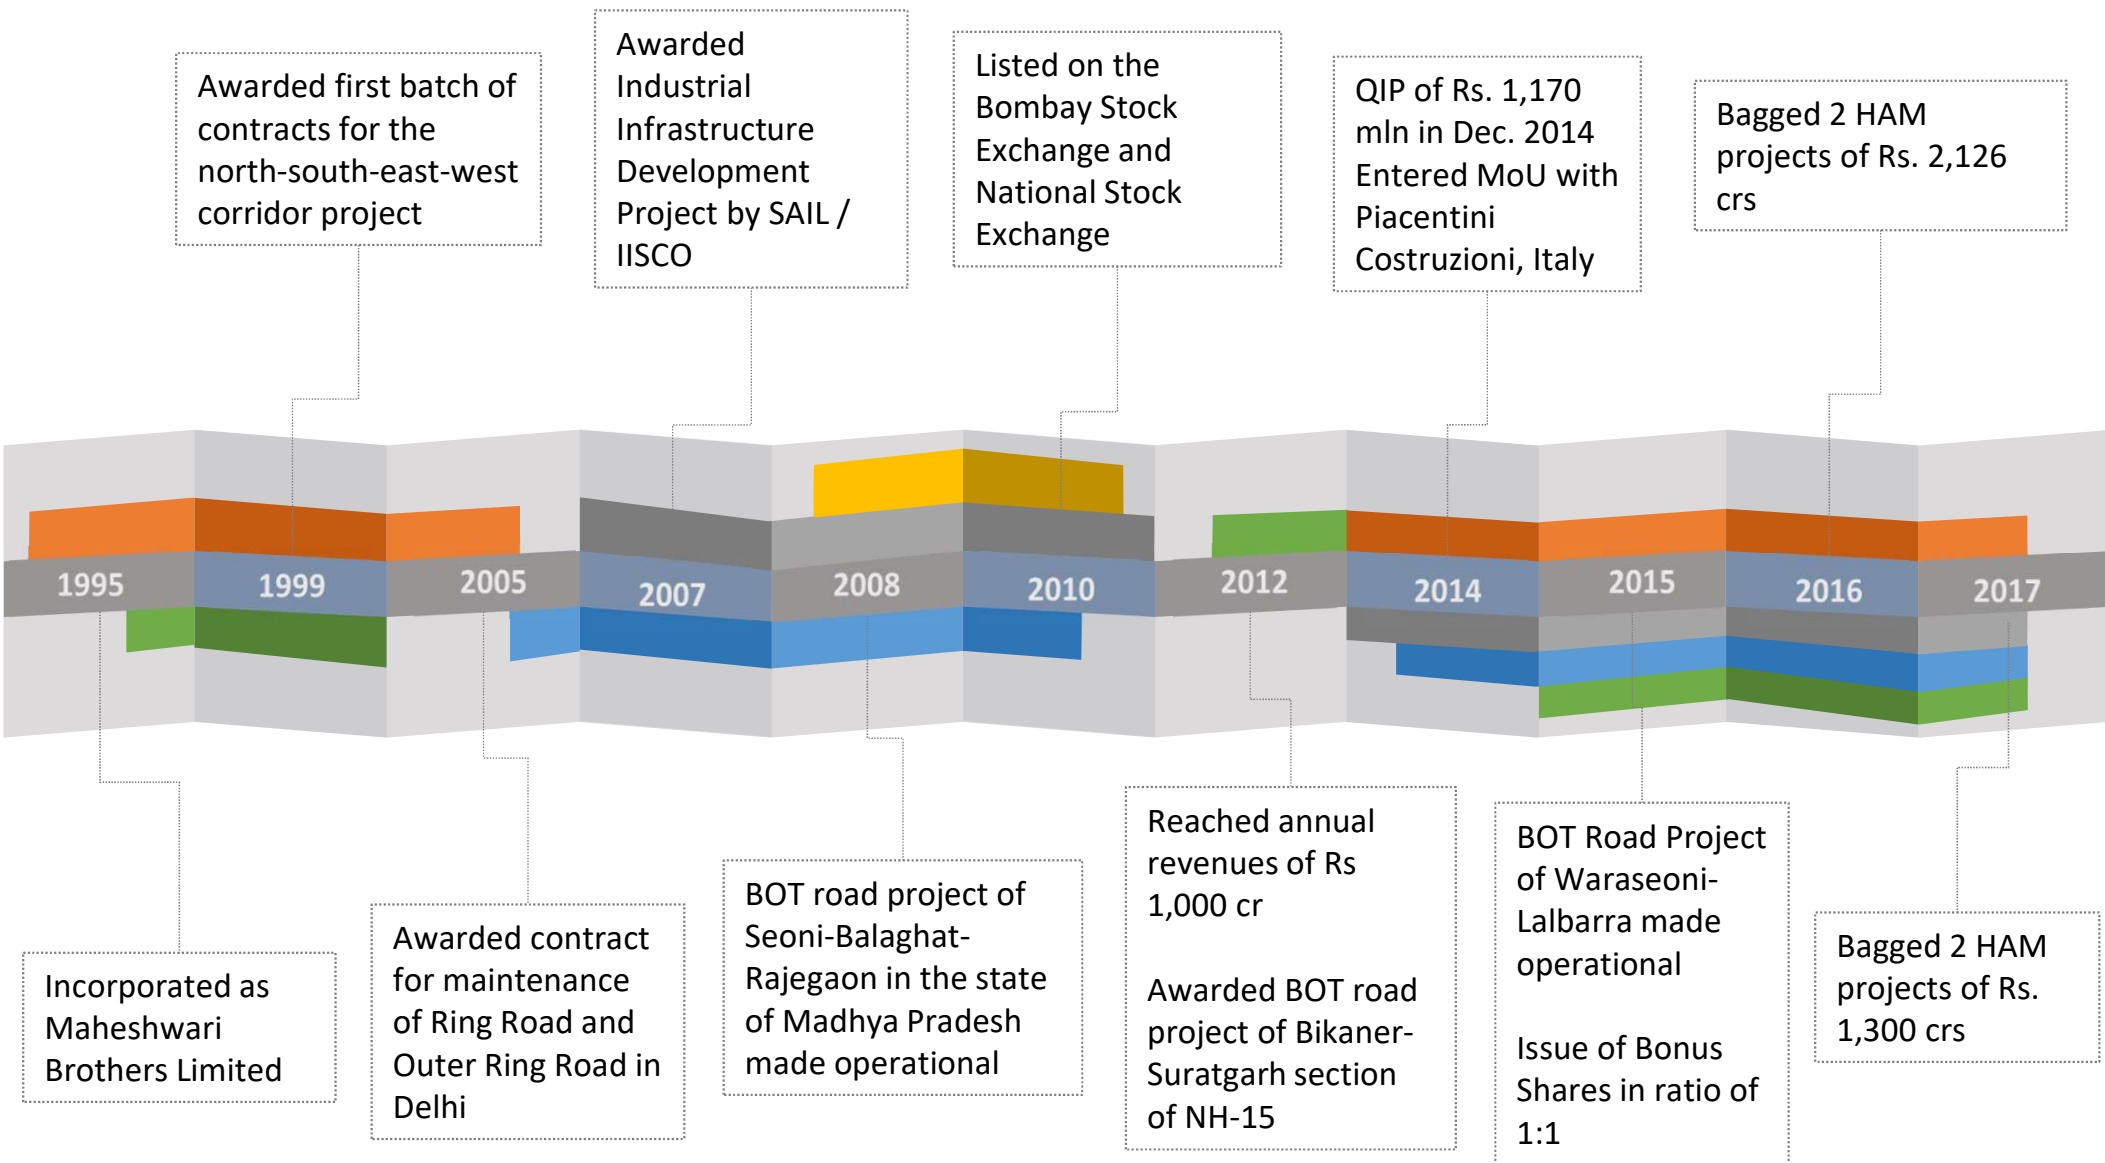 Awarded first batch of
contracts for the
north-south-east-west
corridor project
Awarded
Industrial
Infrastructure
Development
Project by SAIL /
IISCO
Listed on the
Bombay Stock
Exchange and
National Stock
Exchange
QIP of Rs. 1,170
mln in Dec. 2014
Entered MoU with
Piacentini
Costruzioni, Italy
Bagged 2 HAM
projects of Rs. 2,126
crs
1995
1999
2005
2007
2008
2010
2012
2014
2015
2016
2017
Incorporated as
Maheshwari
Brothers Limited
Awarded contract
for maintenance
of Ring Road and
Outer Ring Road in
Delhi
BOT road project of
Seoni-Balaghat-
Rajegaon in the state
of Madhya Pradesh
made operational
Reached annual
revenues of Rs
1,000 cr
Awarded BOT road
project of Bikaner-
Suratgarh section
of NH-15
BOT Road Project
of Waraseoni-
Lalbarra made
operational
Issue of Bonus
Shares in ratio of
1:1
Bagged 2 HAM
projects of Rs.
1,300 crs